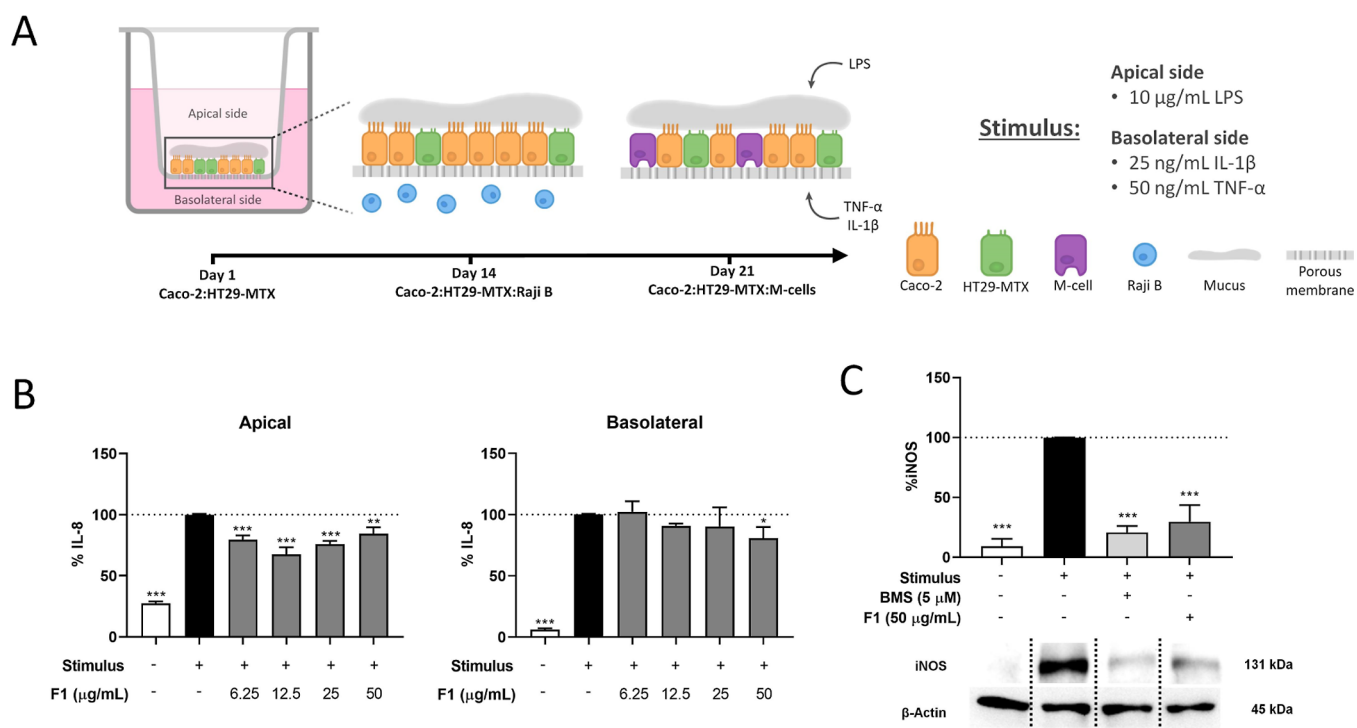 A
Apical side
Basolateral side
LPS
TNF-α
IL-1β
Day 1
Caco-2:HT29-MTX
Day 14
Caco-2:HT29-MTX:Raji B
Day 21
Caco-2:HT29-MTX:M-cells
Stimulus:
Apical side
• 10 µg/mL LPS
Basolateral side
• 25 ng/mL IL-1β
• 50 ng/mL TNF-α
Caco-2
HT29-MTX
M-cell
Raji B
Mucus
Porous
membrane
B
Apical
% IL-8
150
100
50
0
***
***
***
***
**
Stimulus - + + + + +
F1 (µg/mL) - - 6.25 12.5 25 50
Basolateral
% IL-8
150
100
50
0
***
*
- + + + + +
- - 6.25 12.5 25 50
C
%iNOS
150
100
50
0
***
***
***
Stimulus - + + +
BMS (5 µM) - - + -
F1 (50 µg/mL) - - - +
iNOS 131 kDa
β-Actin 45 kDa